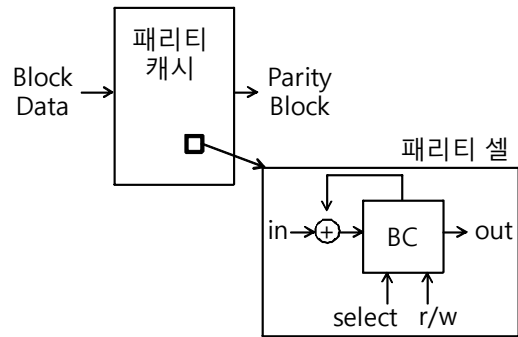 패리티
캐시
Block
Data
Parity
Block
패리티 셀
in
+
BC
out
select
r/w